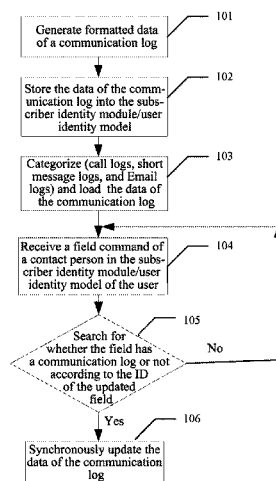 101
Generate formatted data
of a communication log
102
Store the data of the comm-
unication log into the subs-
criber identity module/user
identity model
103
Categorize (call logs, short
message logs, and Email
logs) and load the data of
the communication log
104
Receive a field command of
a contact person in the subs-
criber identity module/user
identity model of the user
105
Search for
whether the field has
a communication log or not
according to the ID
of the updated
field
No
Yes
106
Synchronously update the
data of the communication
log